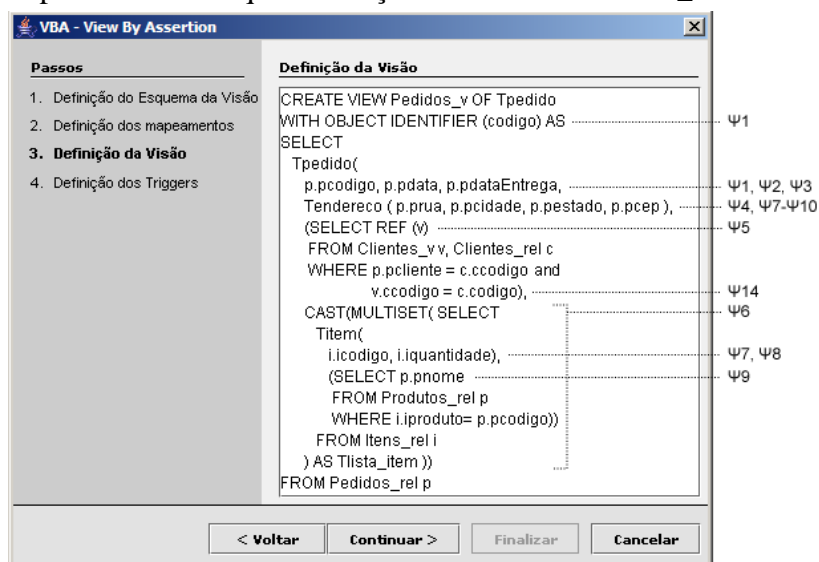 VBA - View By Assertion
Passos
1. Definição do Esquema da Visão
2. Definição dos mapeamentos
3. Definição da Visão
4. Definição dos Triggers
Definição da Visão
CREATE VIEW Pedidos_v OF Tpedido
WITH OBJECT IDENTIFIER (codigo) AS Ψ1
SELECT
Tpedido(
p.pcodigo, p.pdata, p.pdataEntrega, Ψ1, Ψ2, Ψ3
Tendereco ( p.prua, p.pcidade, p.pestado, p.pcep ), Ψ4, Ψ7-Ψ10
(SELECT REF (v) Ψ5
FROM Clientes_v v, Clientes_rel c
WHERE p.pcliente = c.ccodigo and
v.ccodigo = c.codigo), Ψ14
CAST(MULTISET( SELECT Ψ6
Titem(
i.icodigo, i.iquantidade), Ψ7, Ψ8
(SELECT p.pnome Ψ9
FROM Produtos_rel p
WHERE i.iproduto= p.pcodigo))
FROM Itens_rel i
) AS Tlista_item ))
FROM Pedidos_rel p
< Voltar Continuar > Finalizar Cancelar